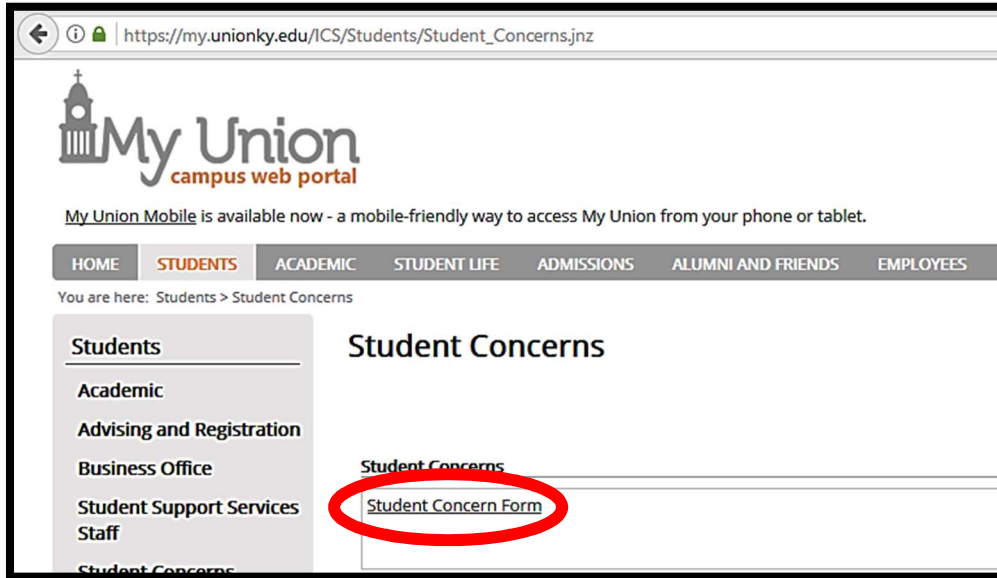 https://my.unionky.edu/ICS/Students/Student_Concerns.jnz
My Union
campus web portal
My Union Mobile is available now - a mobile-friendly way to access My Union from your phone or tablet.
HOME STUDENTS ACADEMIC STUDENT LIFE ADMISSIONS ALUMNI AND FRIENDS EMPLOYEES
You are here: Students > Student Concerns
Students
Academic
Advising and Registration
Business Office
Student Support Services
Staff
Student Concerns
Student Concerns
Student Concerns
Student Concern Form